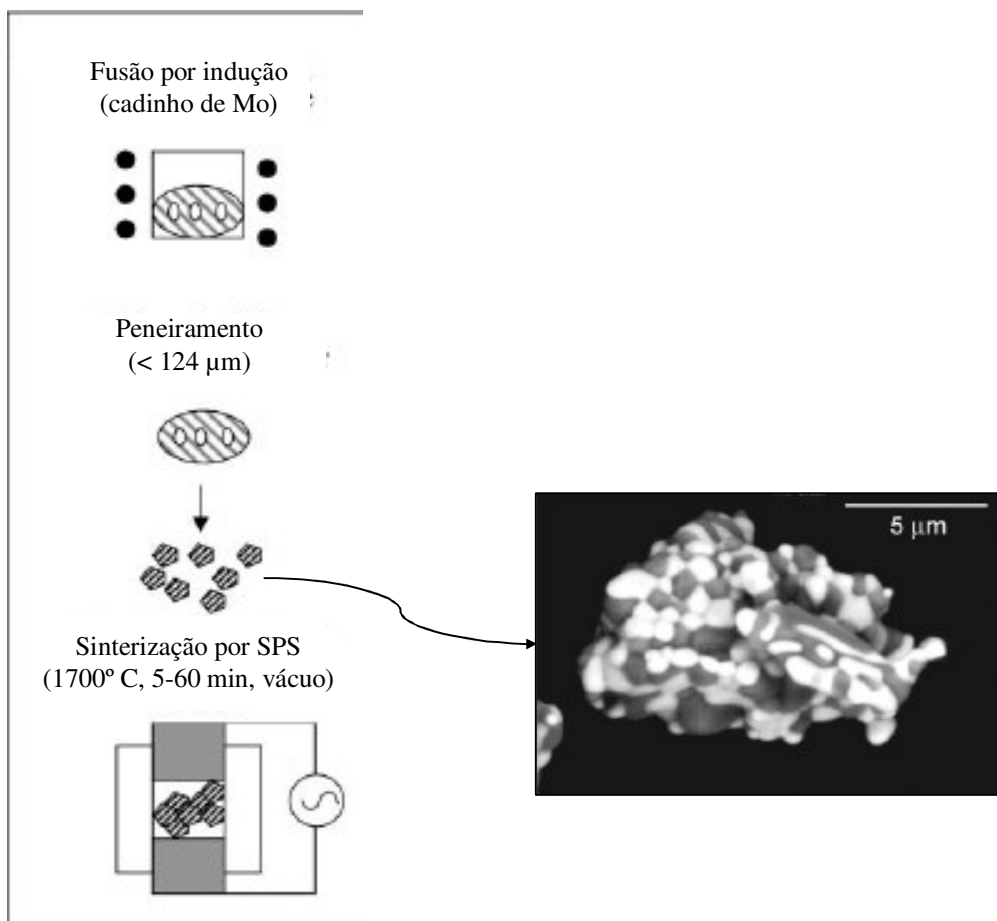 Fusão por indução
(cadinho de Mo)
Peneiramento
(< 124 µm)
Sinterização por SPS
(1700º C, 5-60 min, vácuo)
5 µm